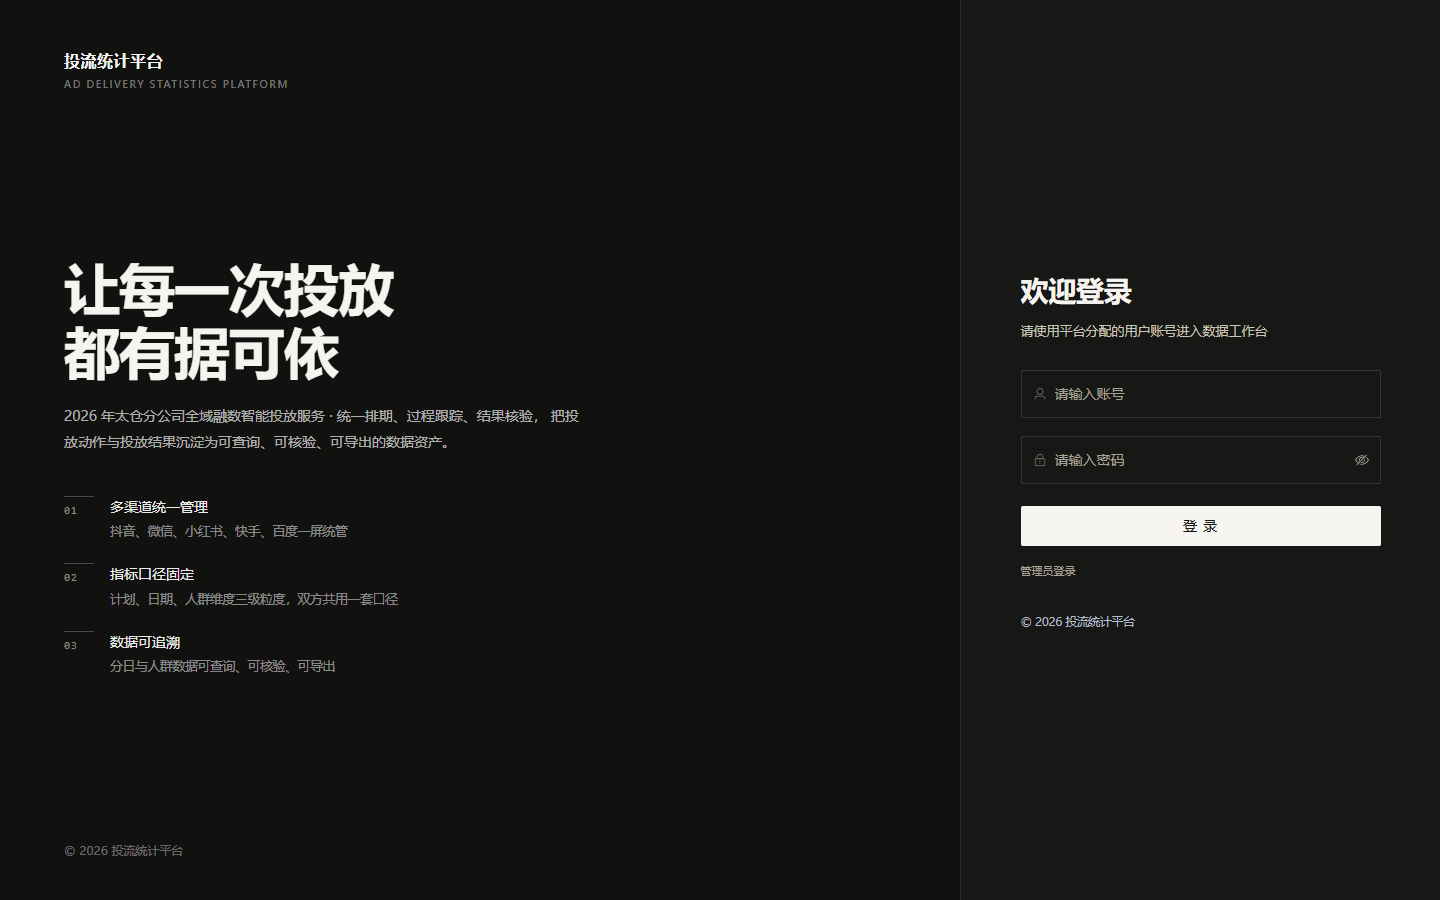 投流统计平台
AD DELIVERY STATISTICS PLATFORM
让每一次投放
都有据可依
2026 年太仓分公司全域融数智能投放服务 · 统一排期、过程跟踪、结果核验， 把投
放动作与投放结果沉淀为可查询、可核验、可导出的数据资产。
01
多渠道统一管理
抖音、微信、小红书、快手、百度一屏统管
02
指标口径固定
计划、日期、人群维度三级粒度，双方共用一套口径
03
数据可追溯
分日与人群数据可查询、可核验、可导出
© 2026 投流统计平台
欢迎登录
请使用平台分配的用户账号进入数据工作台
请输入账号
请输入密码
登 录
管理员登录
© 2026 投流统计平台